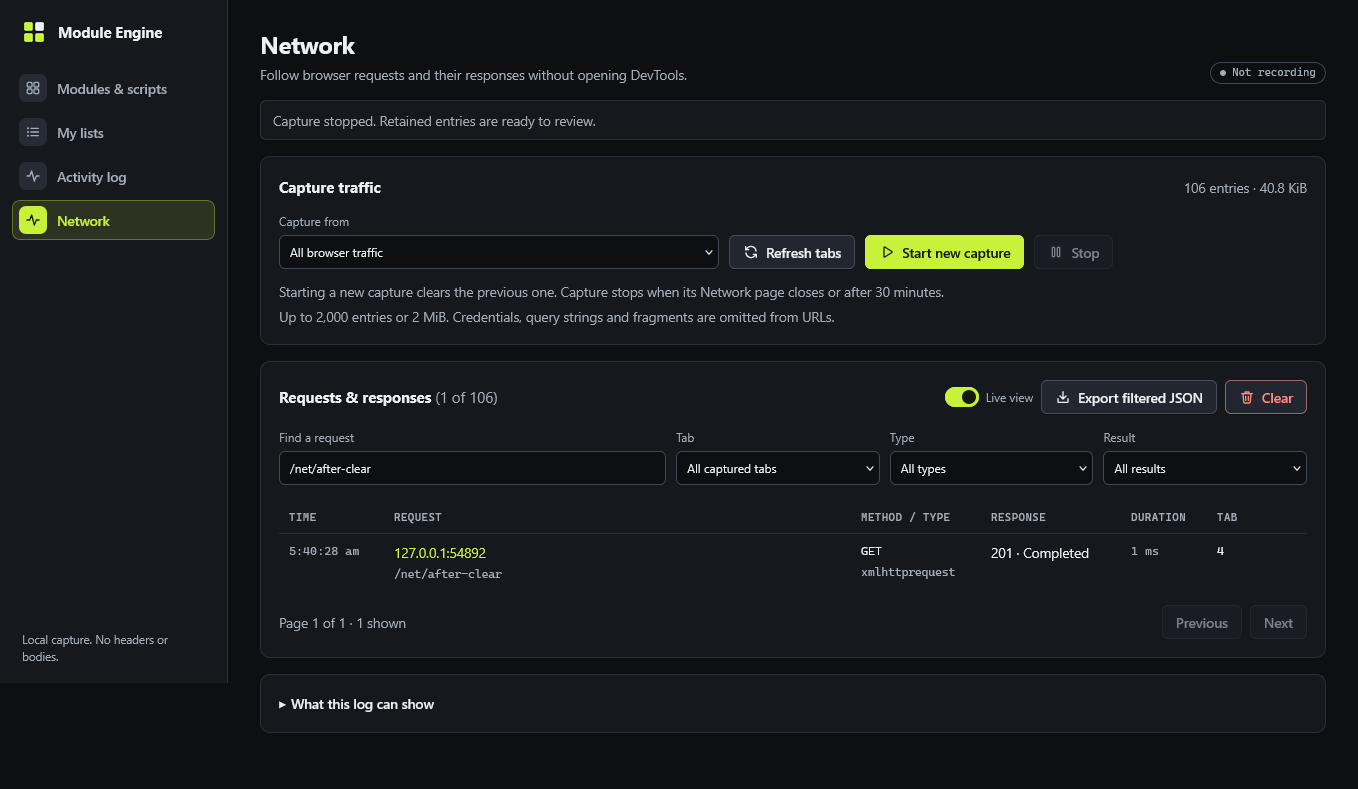 Module Engine
Modules & scripts
My lists
Activity log
Network
Local capture. No headers or
bodies.
Network
Follow browser requests and their responses without opening DevTools.
Not recording
Capture stopped. Retained entries are ready to review.
Capture traffic
106 entries · 40.8 KiB
Capture from
All browser traffic
Refresh tabs
Start new capture
Stop
Starting a new capture clears the previous one. Capture stops when its Network page closes or after 30 minutes.
Up to 2,000 entries or 2 MiB. Credentials, query strings and fragments are omitted from URLs.
Requests & responses (1 of 106)
Live view
Export filtered JSON
Clear
Find a request
Tab
Type
Result
/net/after-clear
All captured tabs
All types
All results
TIME
REQUEST
METHOD / TYPE
RESPONSE
DURATION
TAB
5:40:28 am
127.0.0.1:54892
/net/after-clear
GET
xmlhttprequest
201 · Completed
1 ms
4
Page 1 of 1 · 1 shown
Previous
Next
What this log can show